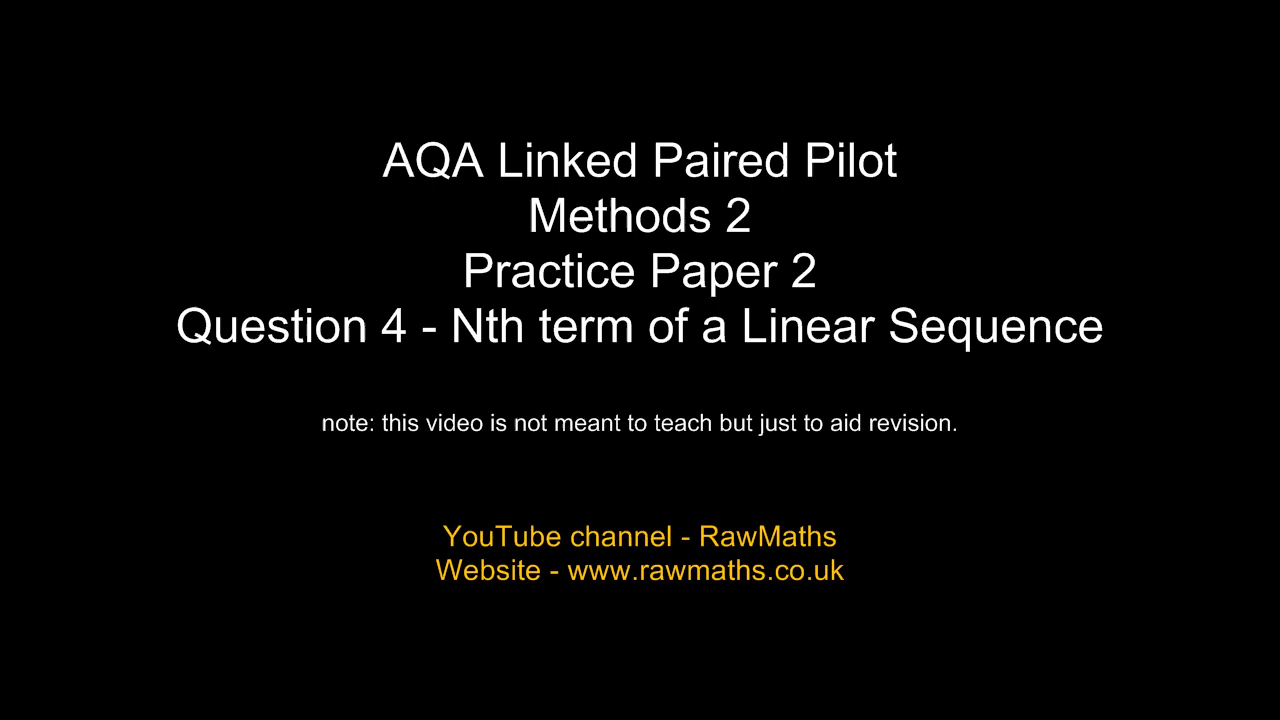 AQA Linked Paired Pilot
Methods 2
Practice Paper 2
Question 4 - Nth term of a Linear Sequence
note: this video is not meant to teach but just to aid revision.
YouTube channel - RawMaths
Website - www.rawmaths.co.uk